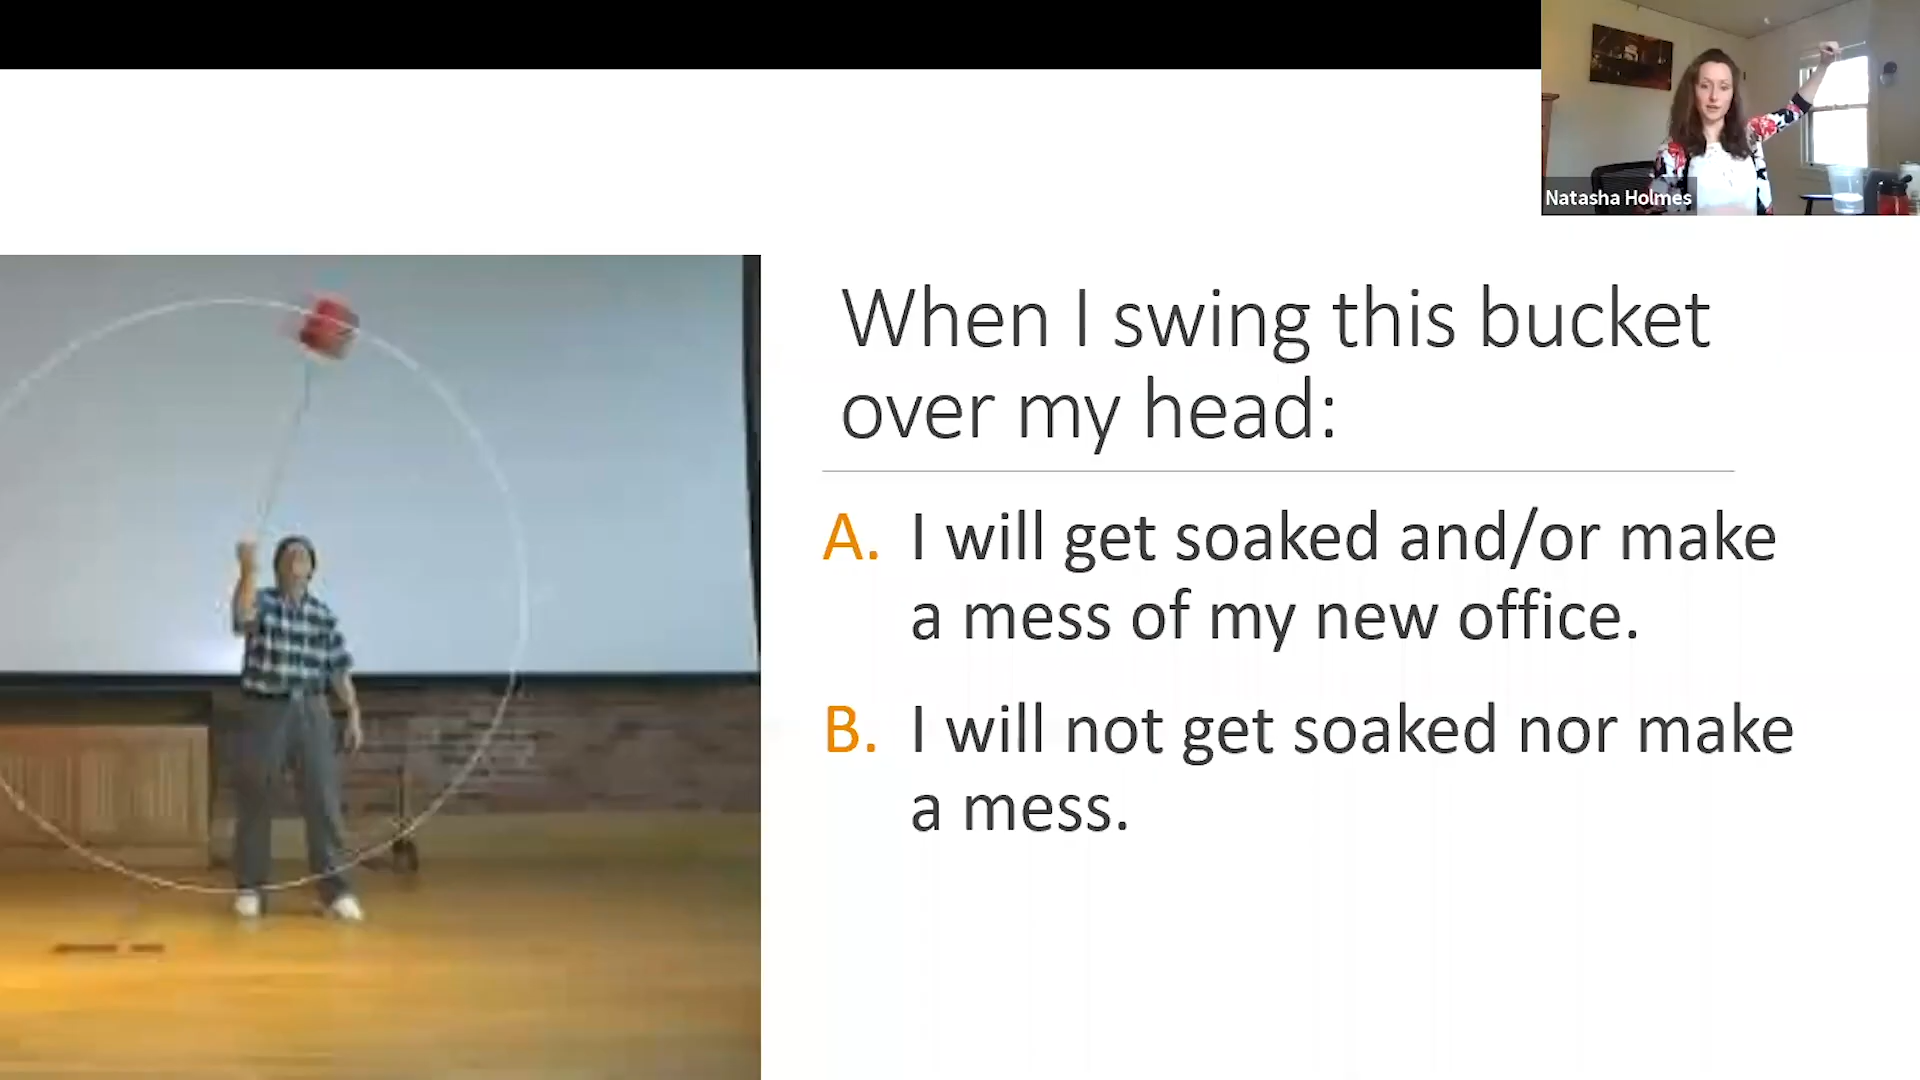 Natasha Holmes
When I swing this bucket
over my head:
A. I will get soaked and/or make
a mess of my new office.
B. I will not get soaked nor make
a mess.